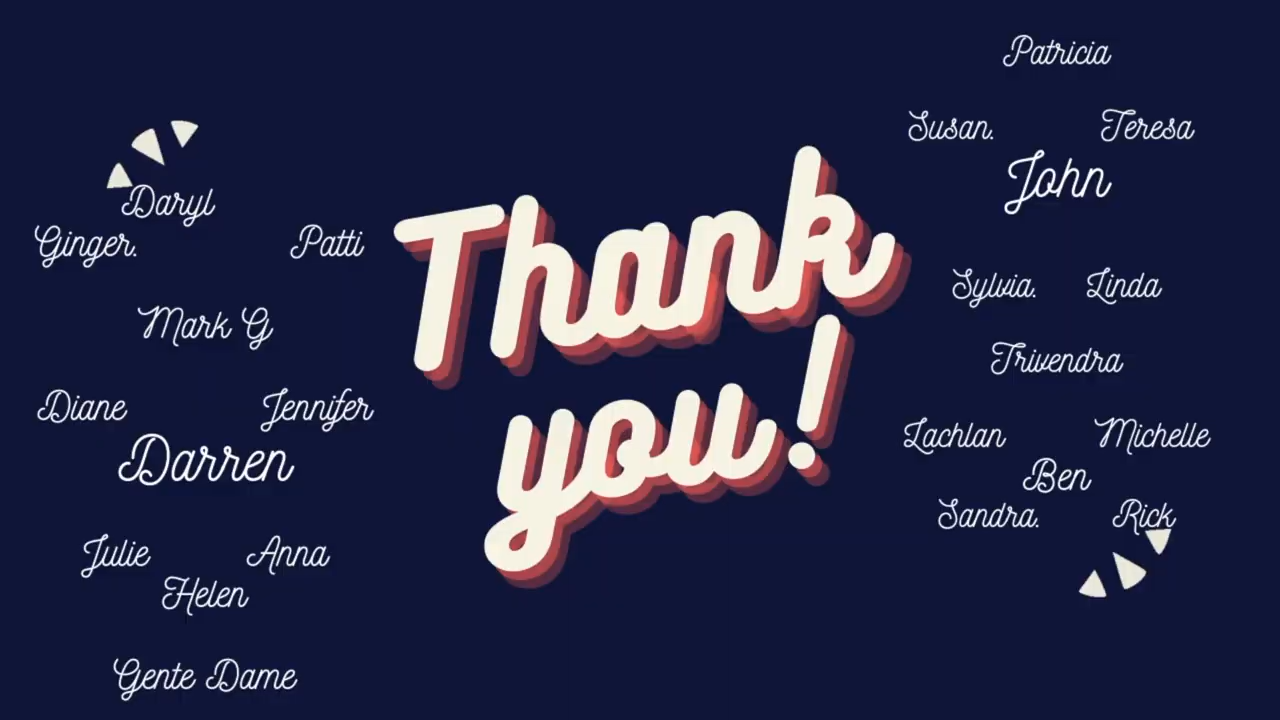 Patricia
Susan. Teresa
John
Daryl
Ginger. Patti
Thank
you!
Mark G
Sylvia. Linda
Trivendra
Diane Jennifer
Darren
Lachlan Michelle
Ben
Sandra. Rick
Julie Anna
Helen
Gente Dame